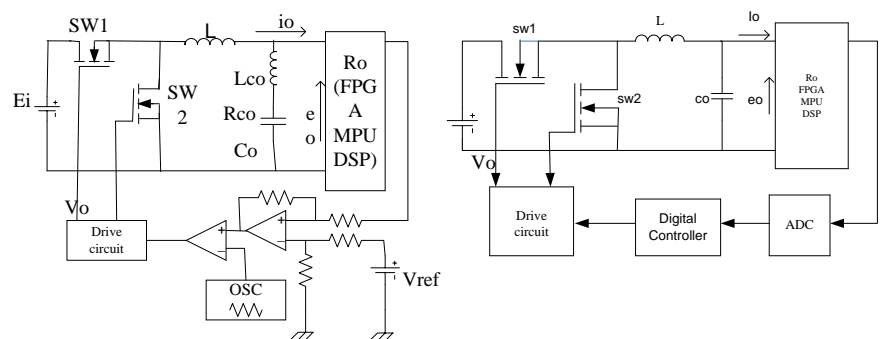 SW1
L
io
Ei
SW
2
Lco
Rco
Co
e
o
Ro
(FPG
A
MPU
DSP)
Vo
Drive
circuit
+
−
+
−
OSC
Vref
sw1
L
Io
sw2
co
eo
Ro
FPGA
MPU
DSP
Vo
Drive
circuit
Digital
Controller
ADC